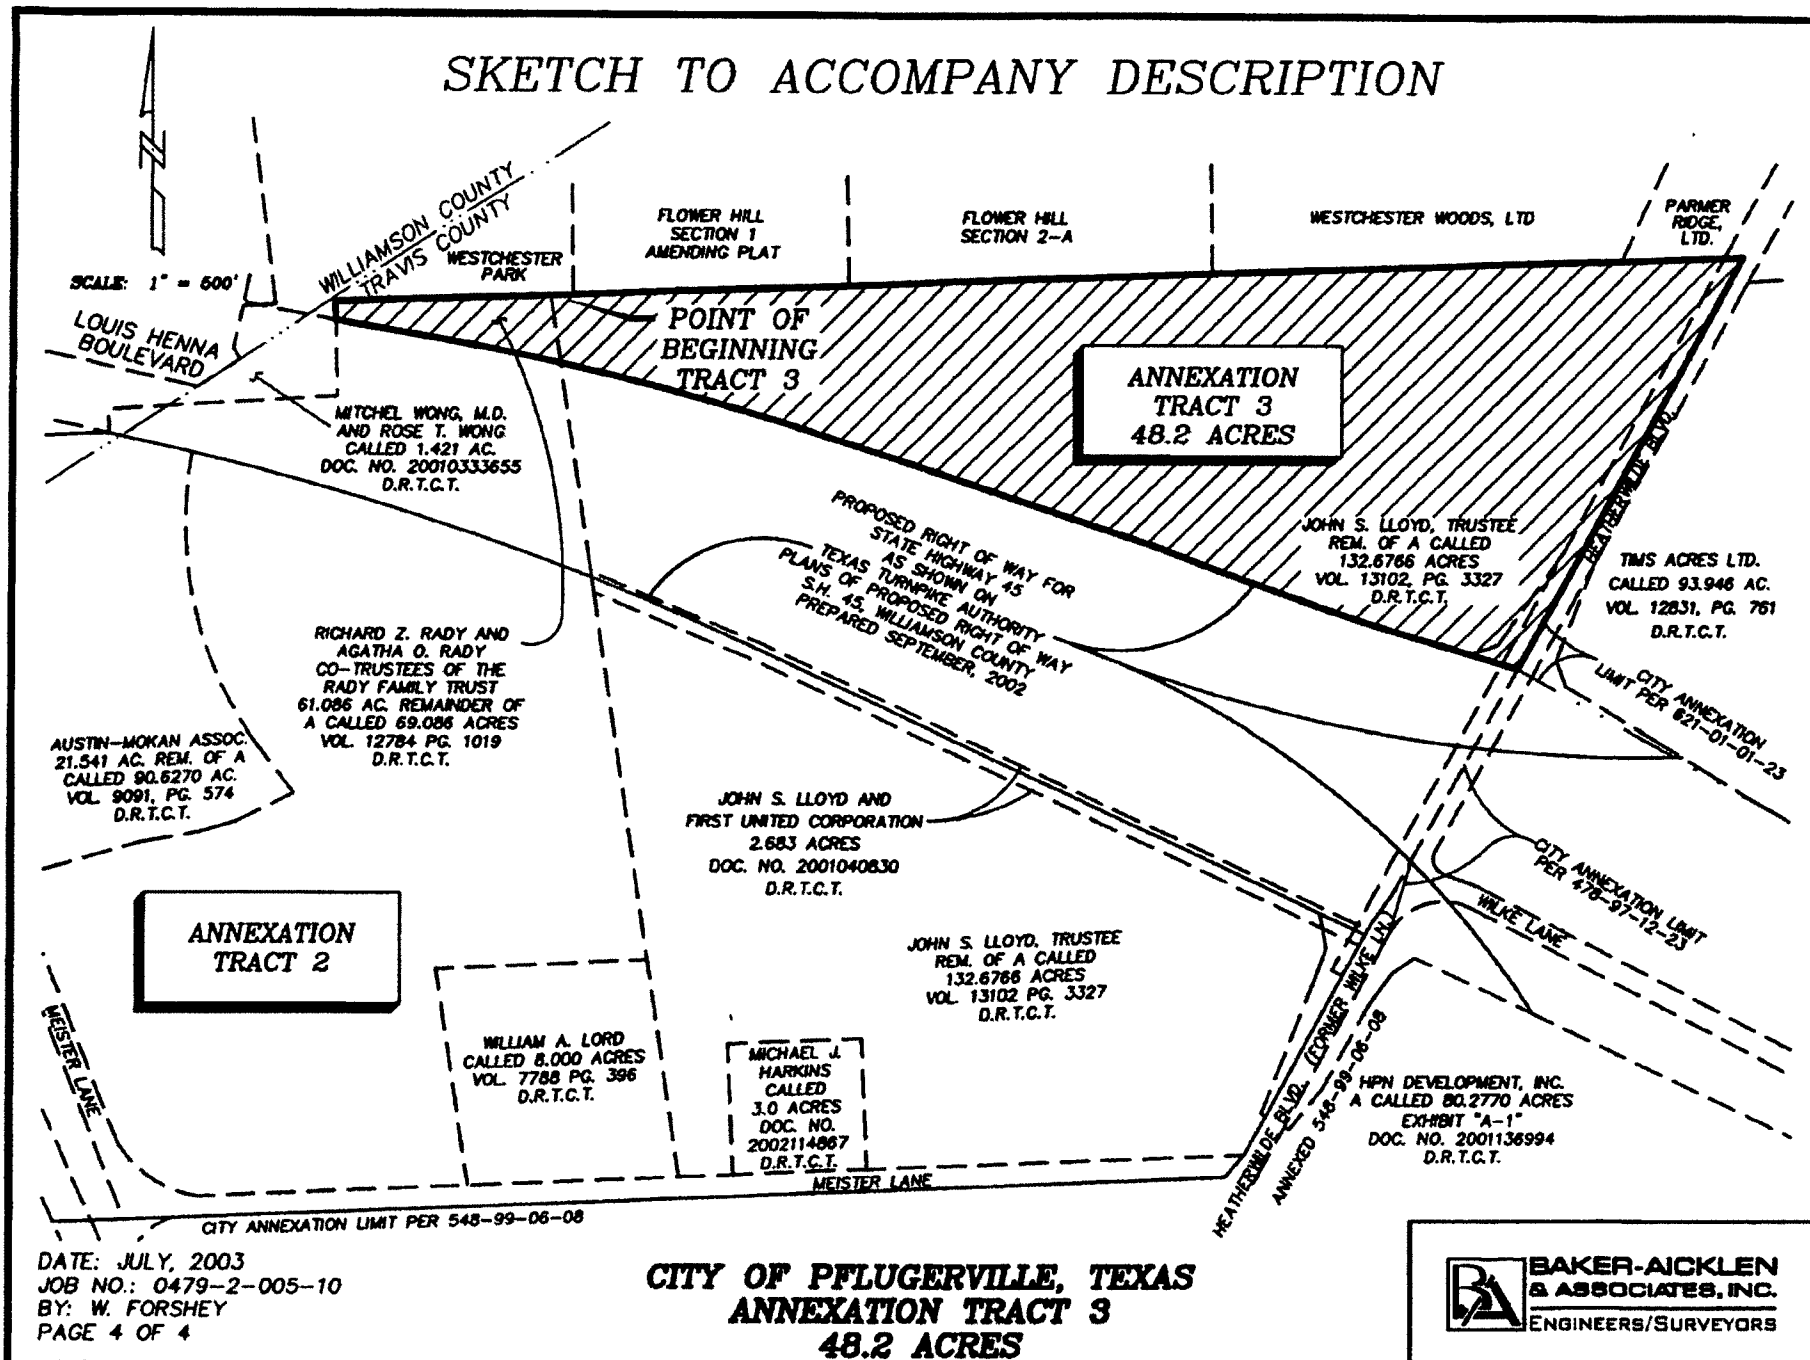 SKETCH TO ACCOMPANY DESCRIPTION
N
SCALE: 1" = 600'
WILLIAMSON COUNTY
TRAVIS COUNTY
WESTCHESTER
PARK
FLOWER HILL
SECTION 1
AMENDING PLAT
FLOWER HILL
SECTION 2-A
WESTCHESTER WOODS, LTD
PARMER
RIDGE,
LTD.
LOUIS HENNA
BOULEVARD
POINT OF
BEGINNING
TRACT 3
ANNEXATION
TRACT 3
48.2 ACRES
MITCHEL WONG, M.D.
AND ROSE T. WONG
CALLED 1.421 AC.
DOC. NO. 20010333655
D.R.T.C.T.
HEATHERWILDE BLVD.
PROPOSED RIGHT OF WAY FOR
STATE HIGHWAY 45
AS SHOWN ON
TEXAS TURNPIKE AUTHORITY
PLANS OF PROPOSED RIGHT OF WAY
S.H. 45, WILLIAMSON COUNTY
PREPARED SEPTEMBER, 2002
JOHN S. LLOYD, TRUSTEE
REM. OF A CALLED
132.6766 ACRES
VOL. 13102, PG. 3327
D.R.T.C.T.
TIMS ACRES LTD.
CALLED 93.946 AC.
VOL. 12831, PG. 761
D.R.T.C.T.
RICHARD Z. RADY AND
AGATHA O. RADY
CO-TRUSTEES OF THE
RADY FAMILY TRUST
61.086 AC. REMAINDER OF
A CALLED 69.086 ACRES
VOL. 12784 PG. 1019
D.R.T.C.T.
CITY ANNEXATION
LIMIT PER 621-01-01-23
AUSTIN-MOKAN ASSOC.
21.541 AC. REM. OF A
CALLED 90.6270 AC.
VOL. 9091, PG. 574
D.R.T.C.T.
JOHN S. LLOYD AND
FIRST UNITED CORPORATION
2.683 ACRES
DOC. NO. 2001040830
D.R.T.C.T.
CITY ANNEXATION LIMIT
PER 478-97-12-23
WILKE LANE
ANNEXATION
TRACT 2
JOHN S. LLOYD, TRUSTEE
REM. OF A CALLED
132.6766 ACRES
VOL. 13102 PG. 3327
D.R.T.C.T.
MEISTER LANE
WILLIAM A. LORD
CALLED 8.000 ACRES
VOL. 7788 PG. 396
D.R.T.C.T.
MICHAEL J.
HARKINS
CALLED
3.0 ACRES
DOC. NO.
2002114867
D.R.T.C.T.
HEATHERWILDE BLVD. (FORMER WILKE LN.)
ANNEXED 548-99-06-08
HPN DEVELOPMENT, INC.
A CALLED 80.2770 ACRES
EXHIBIT "A-1"
DOC. NO. 2001136994
D.R.T.C.T.
MEISTER LANE
CITY ANNEXATION LIMIT PER 548-99-06-08
DATE: JULY, 2003
JOB NO.: 0479-2-005-10
BY: W. FORSHEY
PAGE 4 OF 4
CITY OF PFLUGERVILLE, TEXAS
ANNEXATION TRACT 3
48.2 ACRES
BA
BAKER-AICKLEN
& ASSOCIATES, INC.
ENGINEERS/SURVEYORS